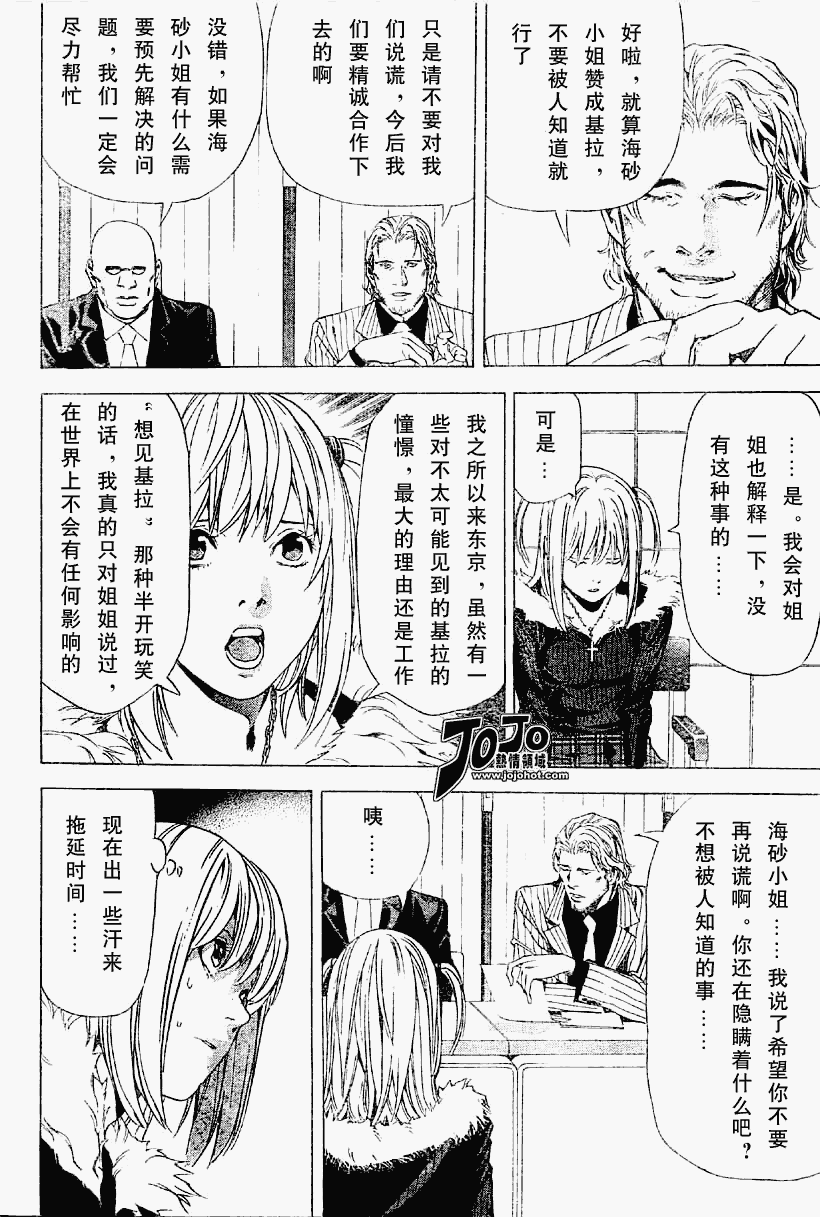 好啦，就算海砂
小姐赞成基拉，
不要被人知道就
行了
只是请不要对我
们说谎，今后我
们要精诚合作下
去的啊
没错，如果海
砂小姐有什么需
要预先解决的问
题，我们一定会
尽力帮忙
……是。我会对姐
姐也解释一下，没
有这种事的……
可是…
我之所以来东京，虽然有一
些对不太可能见到的基拉的
憧憬，最大的理由还是工作
“想见基拉”那种半开玩笑
的话，我真的只对姐姐说过，
在世界上不会有任何影响的
JOJO
熱情領域
www.jojohot.com
海砂小姐……我说了希望你不要
再说谎啊。你还在隐瞒着什么吧？
不想被人知道的事……
咦……
现在出一些汗来
拖延时间……